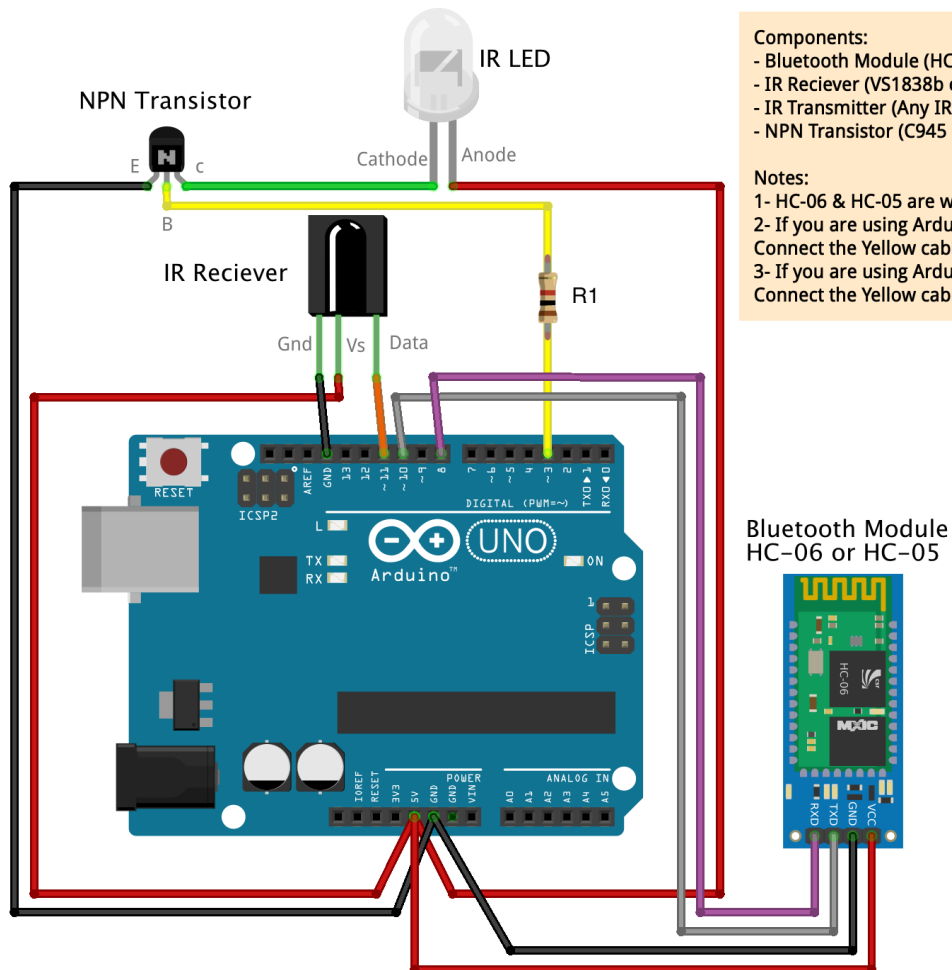 IR LED
NPN Transistor
E
c
B
Cathode
Anode
Components:
- Bluetooth Module (HC
- IR Reciever (VS1838b
- IR Transmitter (Any IR
- NPN Transistor (C945
Notes:
1- HC-06 & HC-05 are w
2- If you are using Ardu
Connect the Yellow cab
3- If you are using Ardu
Connect the Yellow cab
IR Reciever
R1
Gnd
Vs
Data
RESET
ICSP2
AREF
GND
13
12
~11
~10
~9
8
7
~6
~5
4
~3
2
TX0▶1
RX0◀0
DIGITAL (PWM=~)
L
TX
RX
Arduino™
UNO
ON
1
ICSP
IOREF
RESET
3V3
5V
GND
GND
VIN
POWER
A0
A1
A2
A3
A4
A5
ANALOG IN
Bluetooth Module
HC-06 or HC-05
HC-06
MXIC
RXD
TXD
GND
VCC